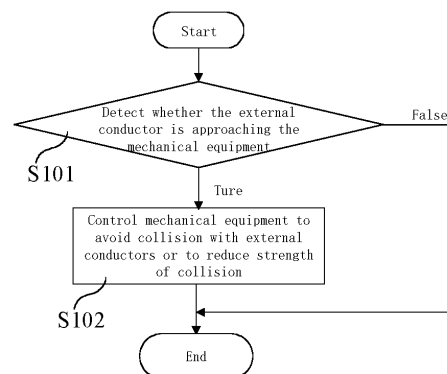 Start
Detect whether the external
conductor is approaching the
mechanical equipment
False
S101
Ture
Control mechanical equipment to
avoid collision with external
conductors or to reduce strength
of collision
S102
End